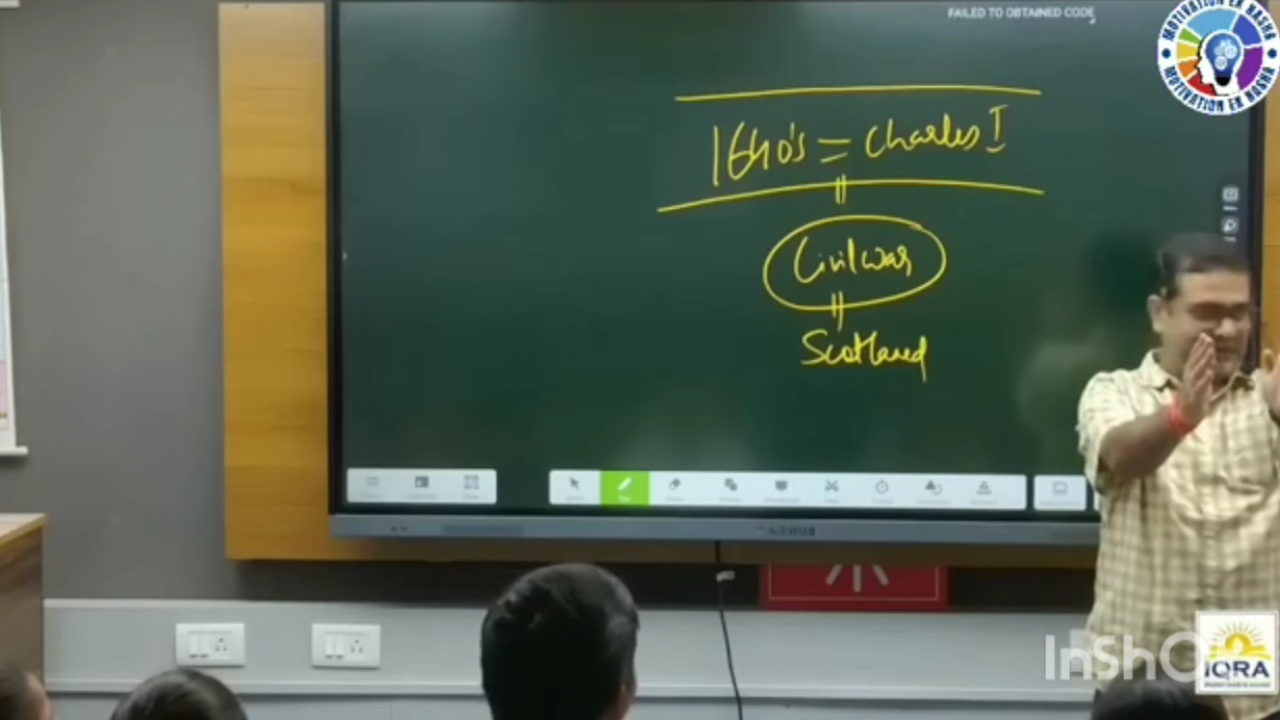 FAILED TO OBTAINED CODE
MOTIVATION EK NASHA
MOTIVATION EK NASHA
1640's = Charles I
Civil war
Scotland
InShO
IQRA